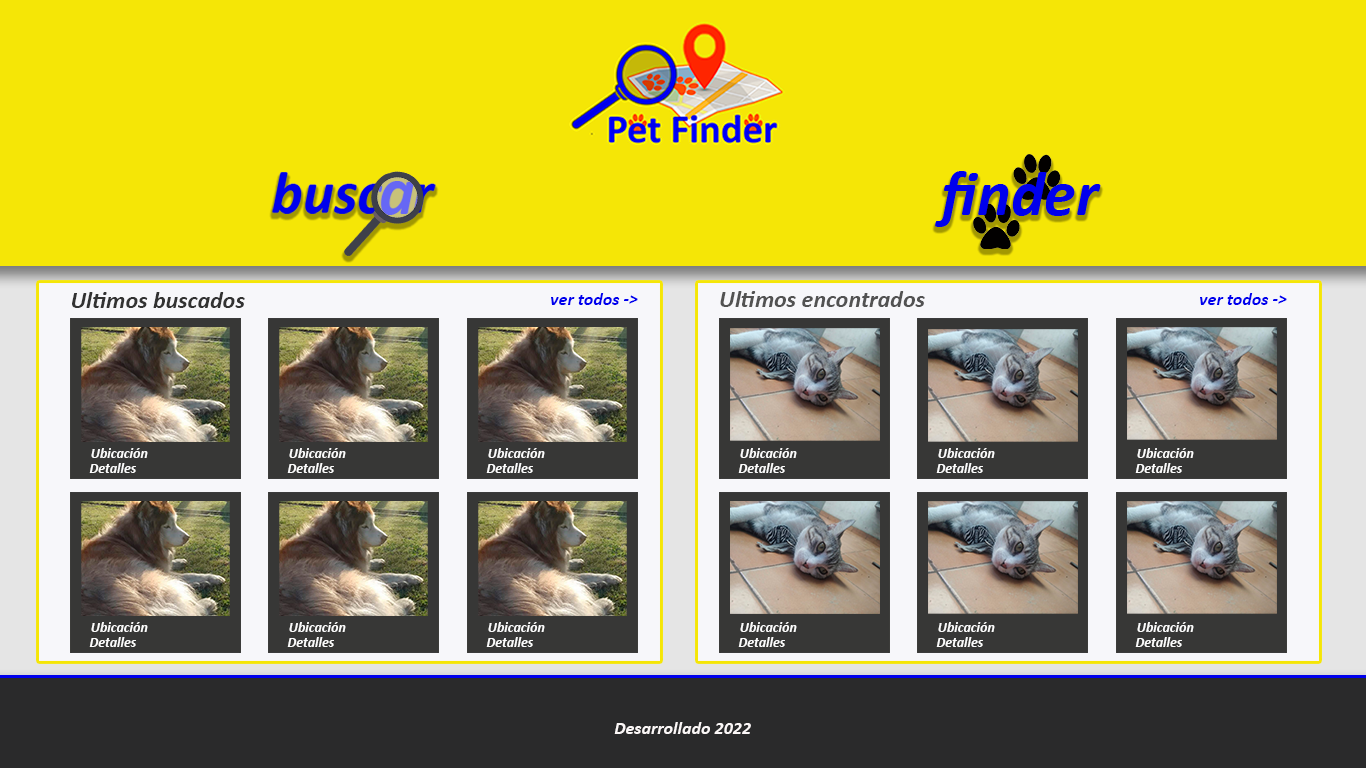 Pet Finder
buscar
finder
Ultimos buscados
ver todos ->
Ubicación
Detalles
Ubicación
Detalles
Ubicación
Detalles
Ubicación
Detalles
Ubicación
Detalles
Ubicación
Detalles
Ultimos encontrados
ver todos ->
Ubicación
Detalles
Ubicación
Detalles
Ubicación
Detalles
Ubicación
Detalles
Ubicación
Detalles
Ubicación
Detalles
Desarrollado 2022